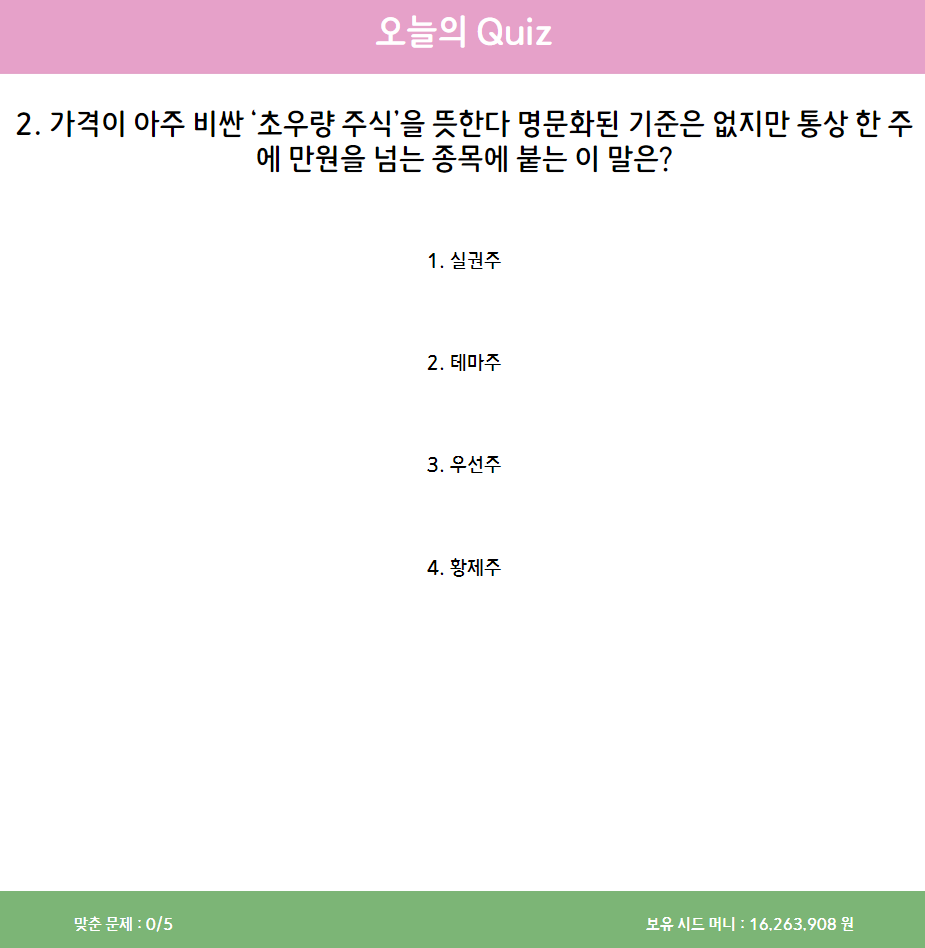 오늘의 Quiz
2. 가격이 아주 비싼 ‘초우량 주식’을 뜻한다 명문화된 기준은 없지만 통상 한 주
에 만원을 넘는 종목에 붙는 이 말은?
1. 실권주
2. 테마주
3. 우선주
4. 황제주
맞춘 문제 : 0/5
보유 시드 머니 : 16,263,908 원